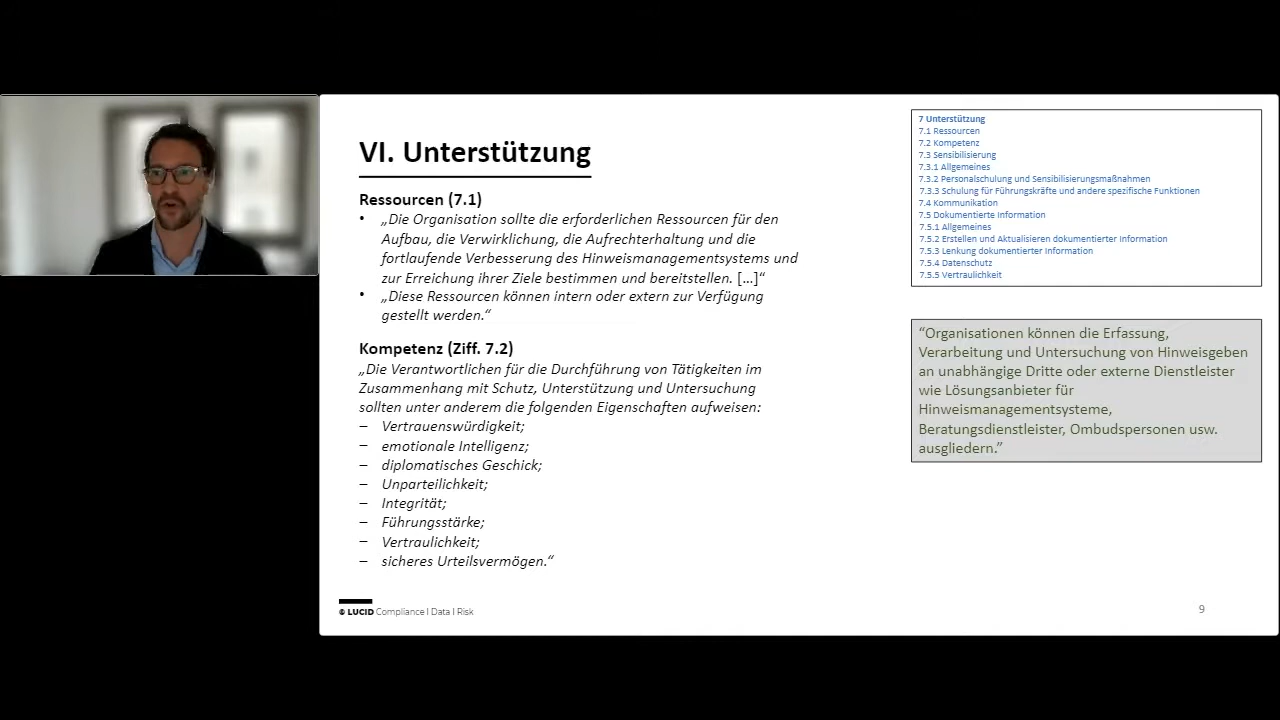 VI. Unterstützung
Ressourcen (7.1)
• „Die Organisation sollte die erforderlichen Ressourcen für den
Aufbau, die Verwirklichung, die Aufrechterhaltung und die
fortlaufende Verbesserung des Hinweismanagementsystems und
zur Erreichung ihrer Ziele bestimmen und bereitstellen. [...]“
• „Diese Ressourcen können intern oder extern zur Verfügung
gestellt werden.“
Kompetenz (Ziff. 7.2)
„Die Verantwortlichen für die Durchführung von Tätigkeiten im
Zusammenhang mit Schutz, Unterstützung und Untersuchung
sollten unter anderem die folgenden Eigenschaften aufweisen:
– Vertrauenswürdigkeit;
– emotionale Intelligenz;
– diplomatisches Geschick;
– Unparteilichkeit;
– Integrität;
– Führungsstärke;
– Vertraulichkeit;
– sicheres Urteilsvermögen.“
7 Unterstützung
7.1 Ressourcen
7.2 Kompetenz
7.3 Sensibilisierung
7.3.1 Allgemeines
7.3.2 Personalschulung und Sensibilisierungsmaßnahmen
7.3.3 Schulung für Führungskräfte und andere spezifische Funktionen
7.4 Kommunikation
7.5 Dokumentierte Information
7.5.1 Allgemeines
7.5.2 Erstellen und Aktualisieren dokumentierter Information
7.5.3 Lenkung dokumentierter Information
7.5.4 Datenschutz
7.5.5 Vertraulichkeit
“Organisationen können die Erfassung,
Verarbeitung und Untersuchung von Hinweisgeben
an unabhängige Dritte oder externe Dienstleister
wie Lösungsanbieter für
Hinweismanagementsysteme,
Beratungsdienstleister, Ombudspersonen usw.
ausgliedern.”
© LUCID Compliance I Data I Risk
9